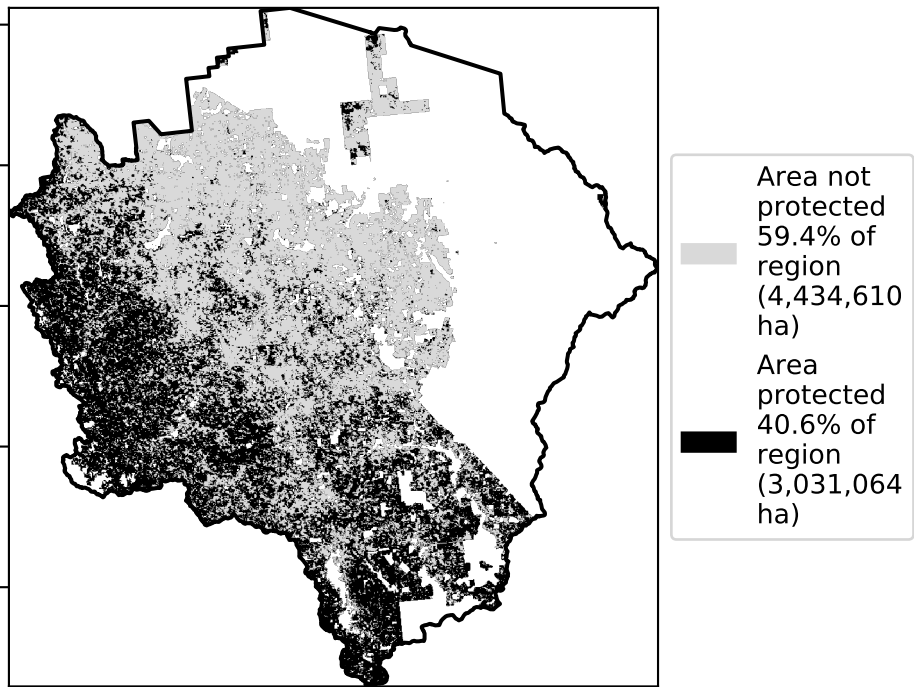 Area not
protected
59.4% of
region
(4,434,610
ha)
Area
protected
40.6% of
region
(3,031,064
ha)